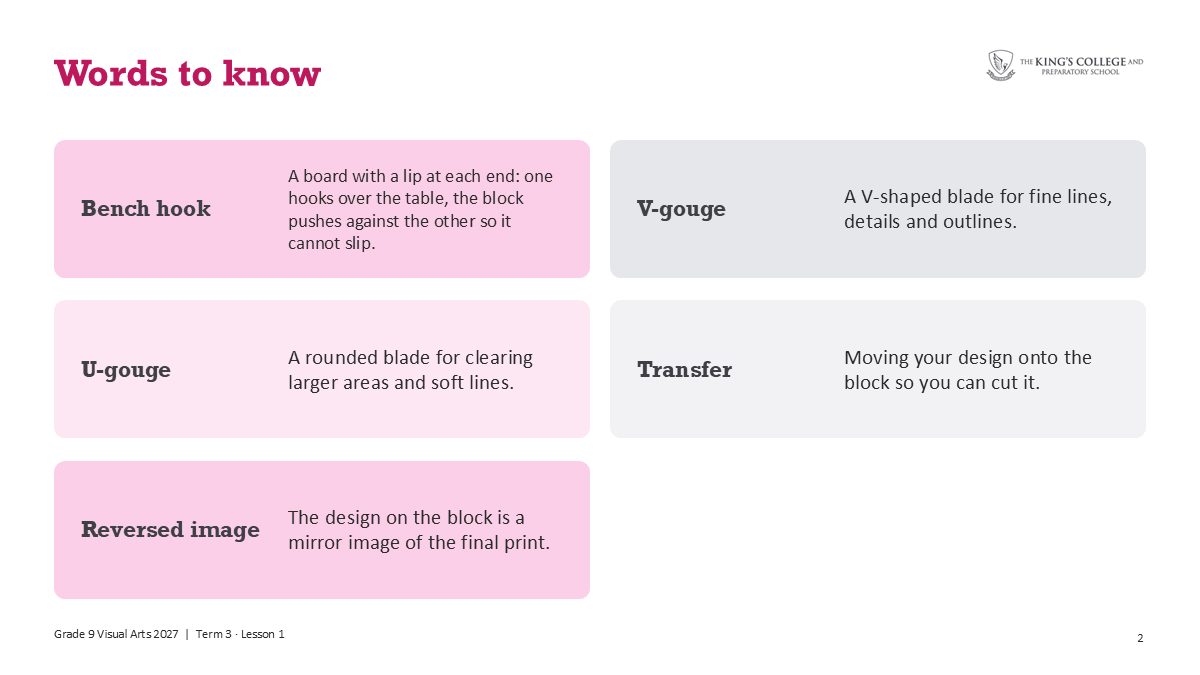 Words to know
THE KING'S COLLEGE AND
PREPARATORY SCHOOL
Bench hook
A board with a lip at each end: one
hooks over the table, the block
pushes against the other so it
cannot slip.
V-gouge
A V-shaped blade for fine lines,
details and outlines.
U-gouge
A rounded blade for clearing
larger areas and soft lines.
Transfer
Moving your design onto the
block so you can cut it.
Reversed image
The design on the block is a
mirror image of the final print.
Grade 9 Visual Arts 2027 | Term 3 · Lesson 1
2